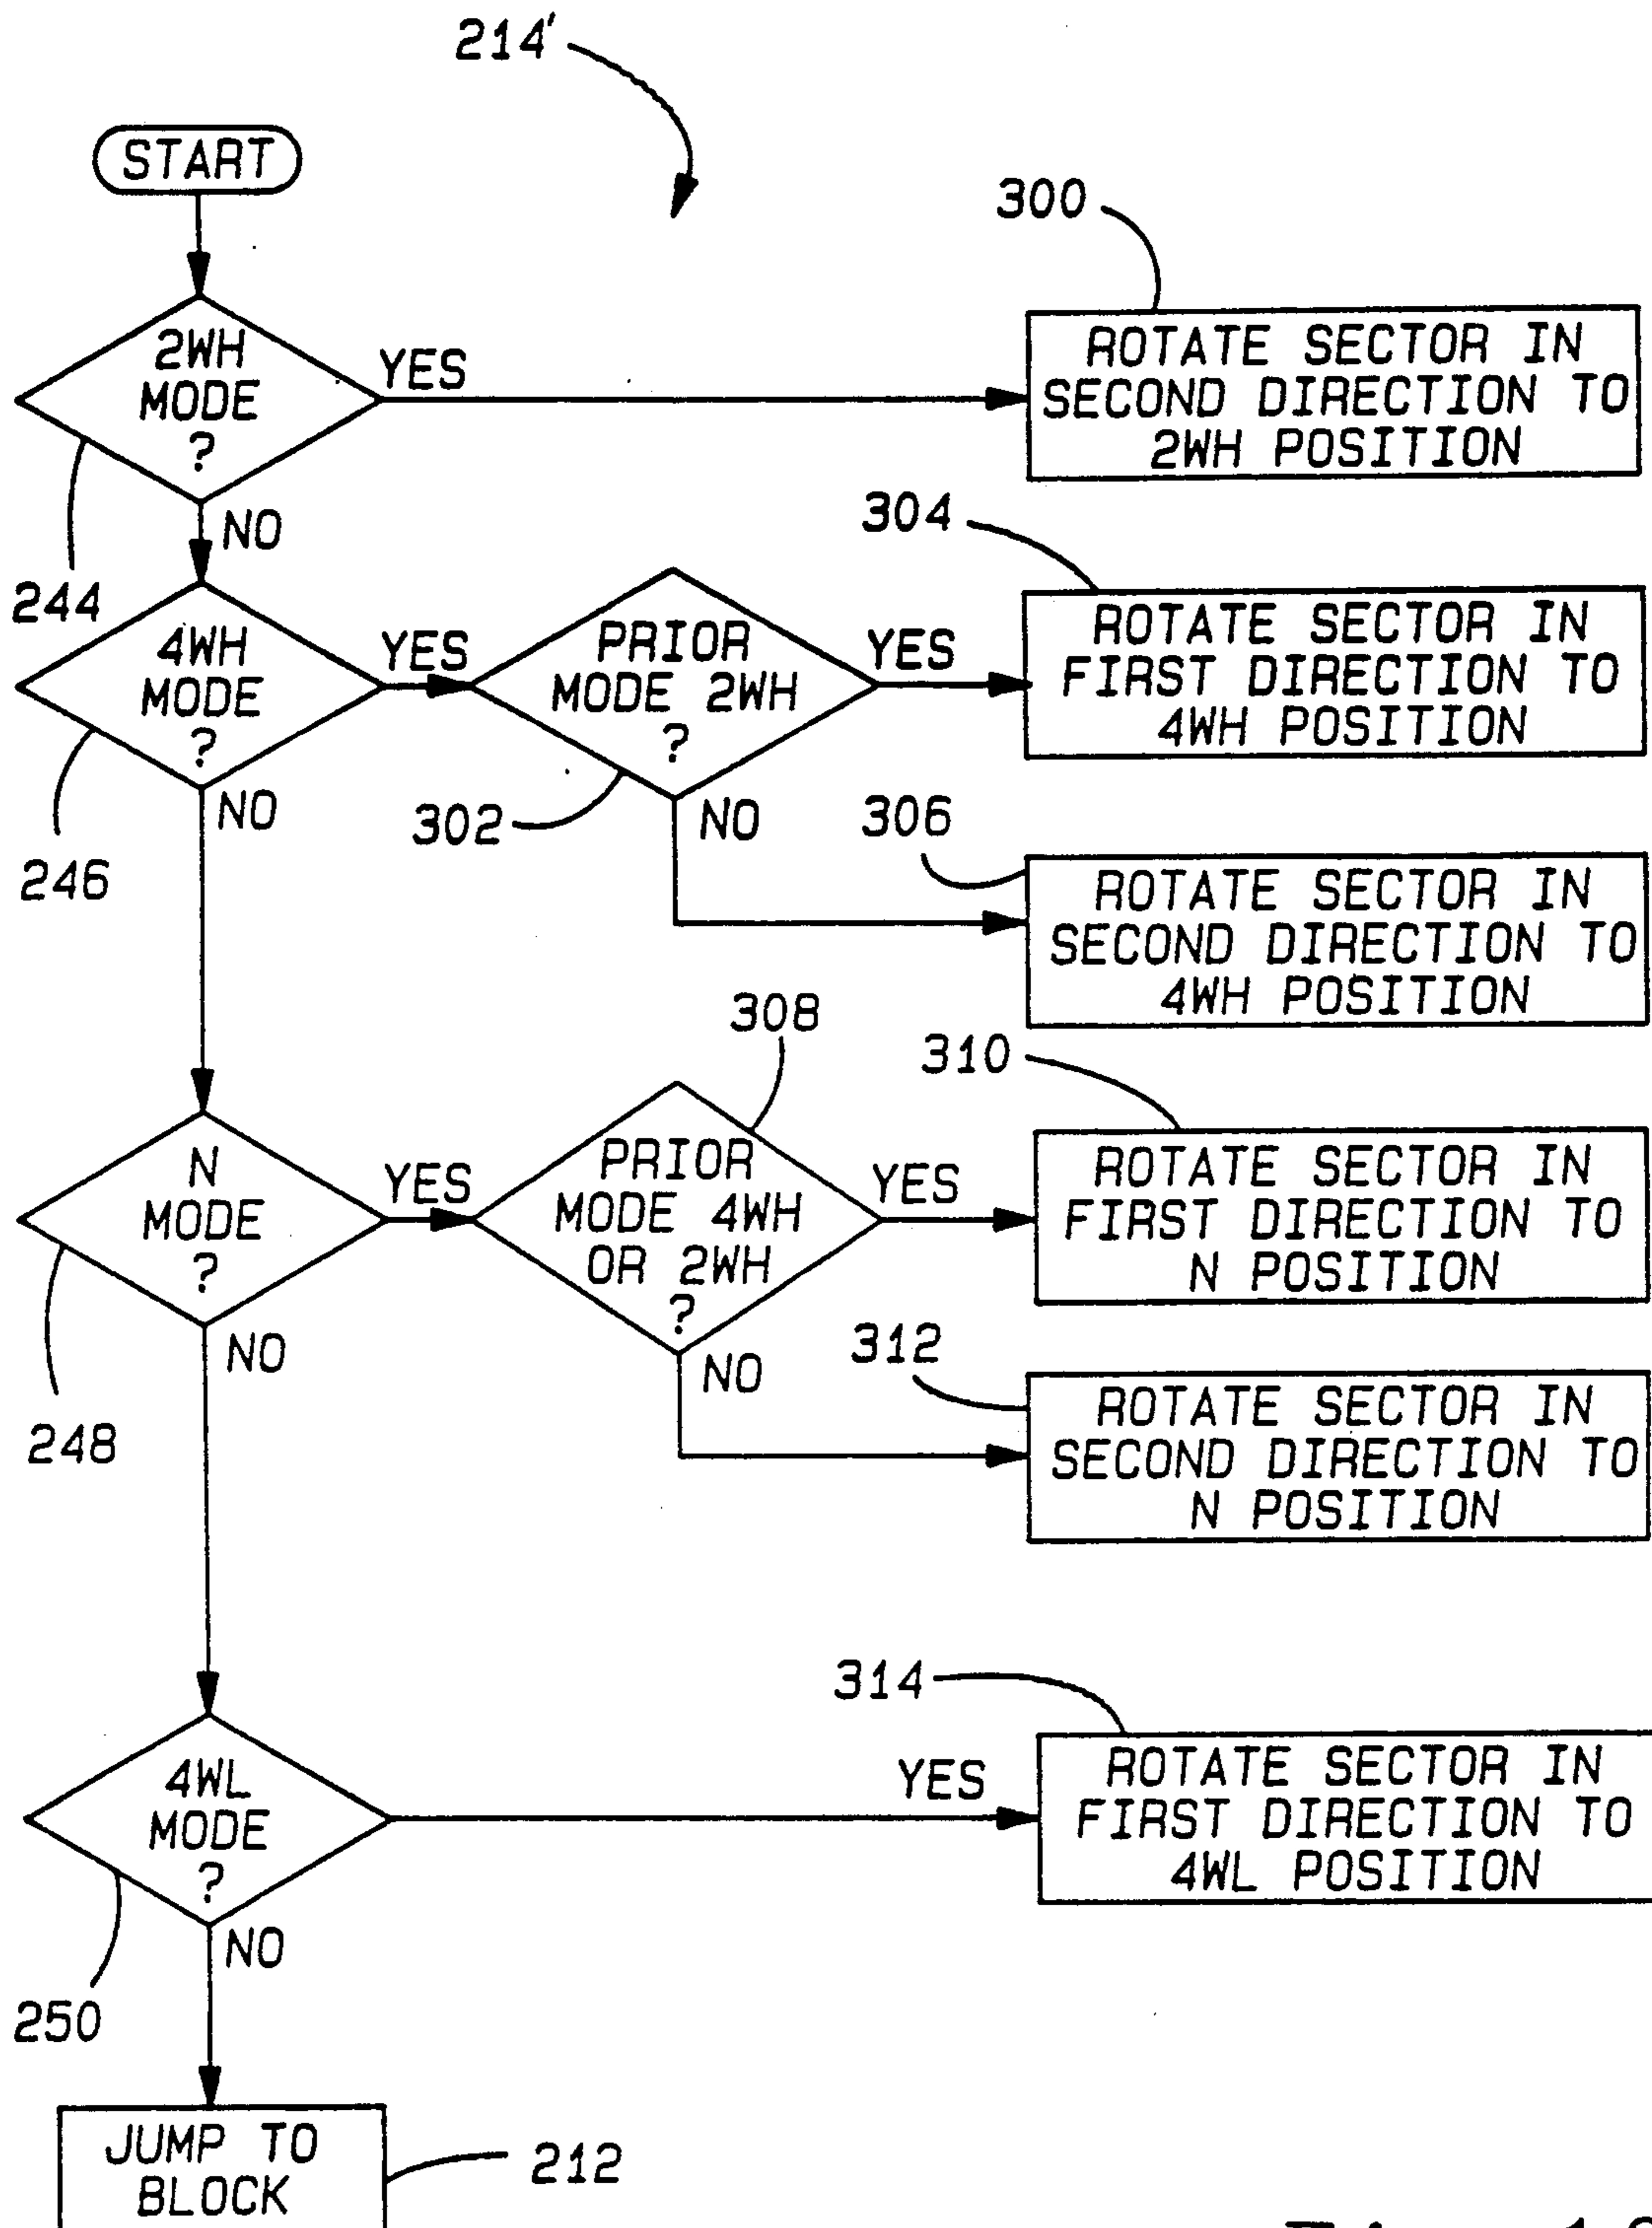 214'
START
300
2WH
MODE
?
YES
ROTATE SECTOR IN
SECOND DIRECTION TO
2WH POSITION
NO
244
304
4WH
MODE
?
YES
PRIOR
MODE 2WH
?
YES
ROTATE SECTOR IN
FIRST DIRECTION TO
4WH POSITION
NO
246
302
NO
306
ROTATE SECTOR IN
SECOND DIRECTION TO
4WH POSITION
308
310
N
MODE
?
YES
PRIOR
MODE 4WH
OR 2WH
?
YES
ROTATE SECTOR IN
FIRST DIRECTION TO
N POSITION
NO
248
NO
312
ROTATE SECTOR IN
SECOND DIRECTION TO
N POSITION
314
4WL
MODE
?
YES
ROTATE SECTOR IN
FIRST DIRECTION TO
4WL POSITION
NO
250
JUMP TO
BLOCK
212